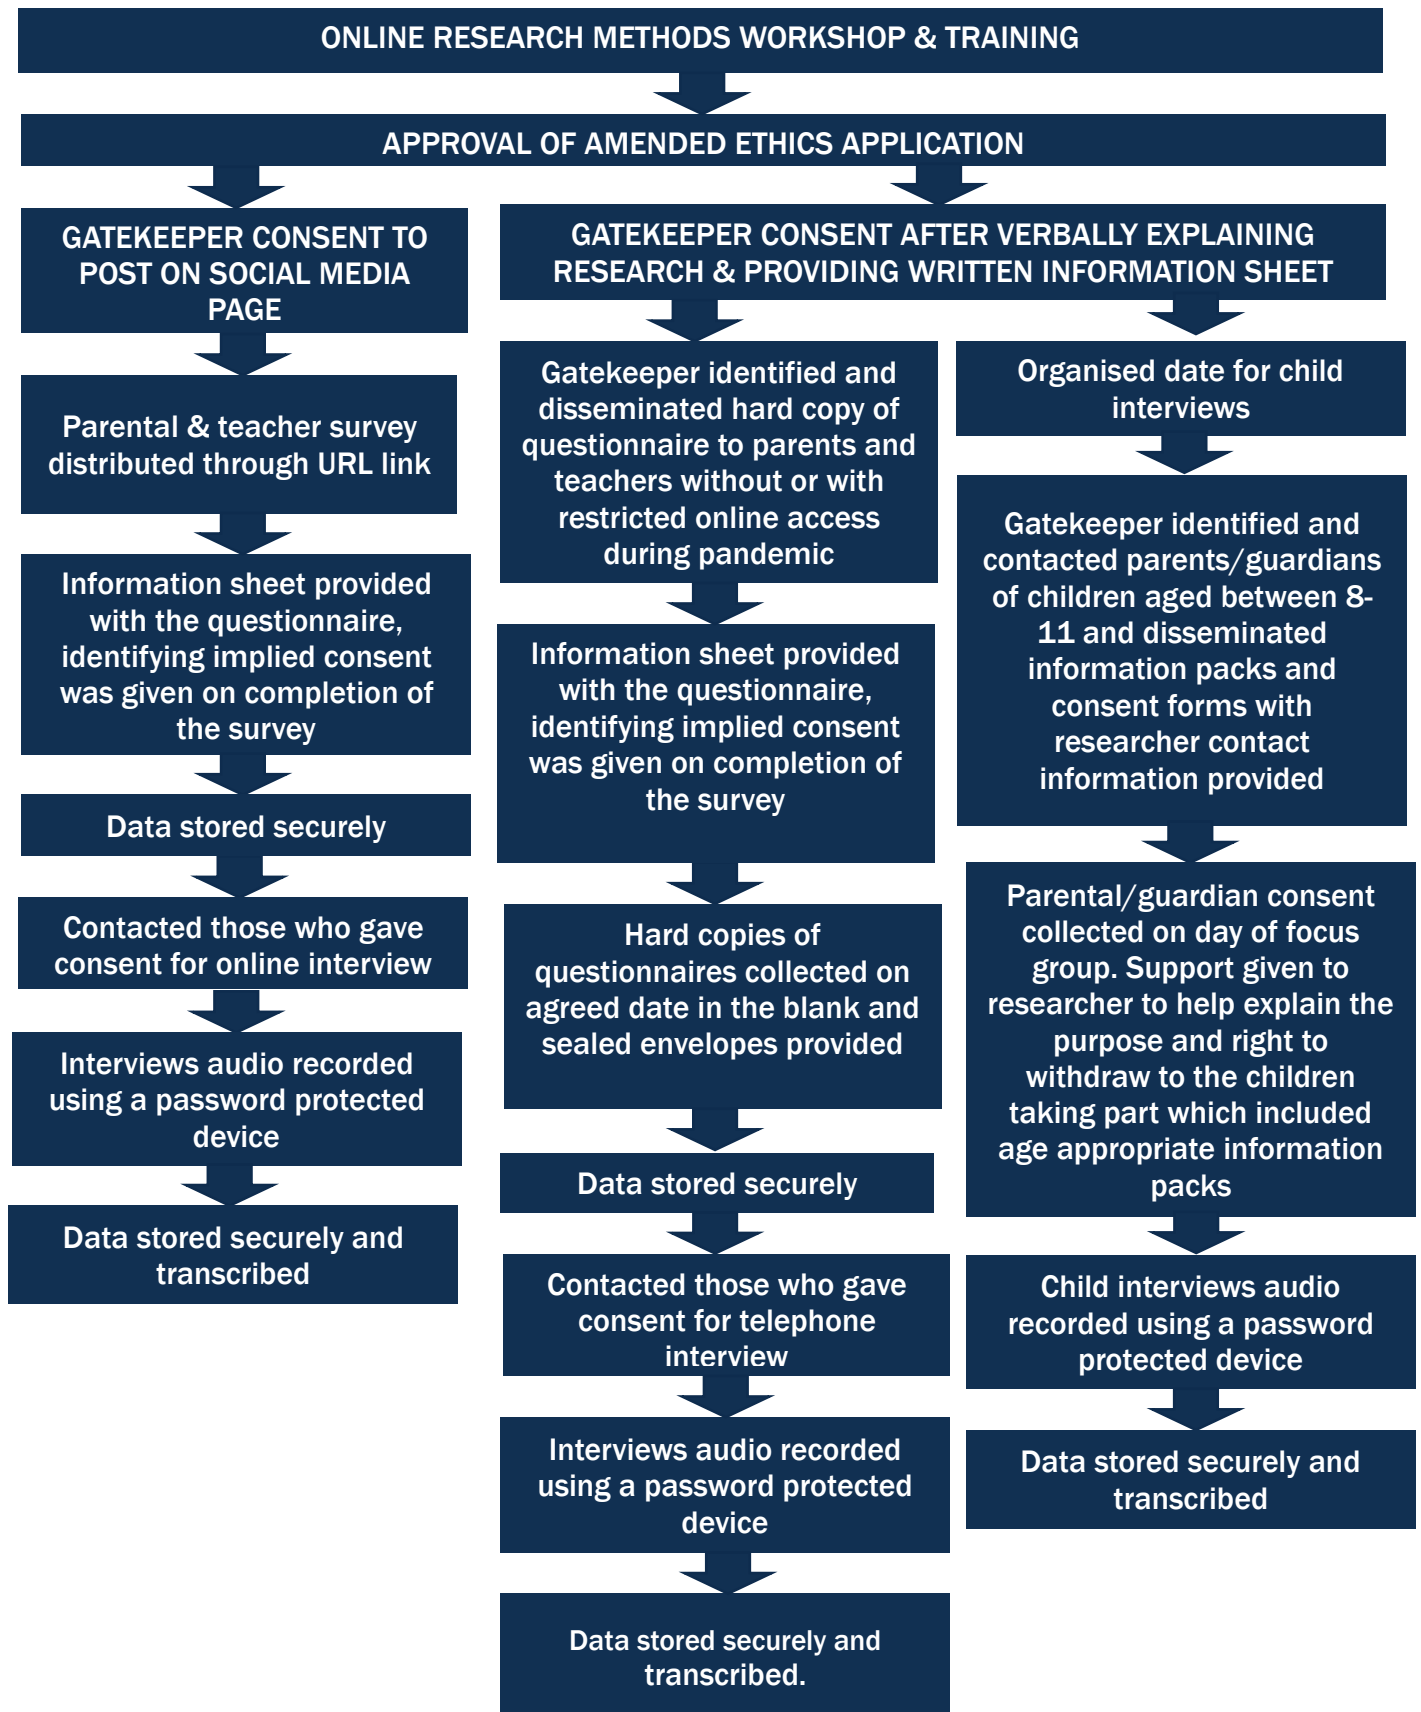 ONLINE RESEARCH METHODS WORKSHOP & TRAINING
APPROVAL OF AMENDED ETHICS APPLICATION
GATEKEEPER CONSENT TO
POST ON SOCIAL MEDIA
PAGE
Parental & teacher survey
distributed through URL link
Information sheet provided
with the questionnaire,
identifying implied consent
was given on completion of
the survey
Data stored securely
Contacted those who gave
consent for online interview
Interviews audio recorded
using a password protected
device
Data stored securely and
transcribed
GATEKEEPER CONSENT AFTER VERBALLY EXPLAINING
RESEARCH & PROVIDING WRITTEN INFORMATION SHEET
Gatekeeper identified and
disseminated hard copy of
questionnaire to parents and
teachers without or with
restricted online access
during pandemic
Information sheet provided
with the questionnaire,
identifying implied consent
was given on completion of
the survey
Hard copies of
questionnaires collected on
agreed date in the blank and
sealed envelopes provided
Data stored securely
Contacted those who gave
consent for telephone
interview
Interviews audio recorded
using a password protected
device
Data stored securely and
transcribed.
Organised date for child
interviews
Gatekeeper identified and
contacted parents/guardians
of children aged between 8-
11 and disseminated
information packs and
consent forms with
researcher contact
information provided
Parental/guardian consent
collected on day of focus
group. Support given to
researcher to help explain the
purpose and right to
withdraw to the children
taking part which included
age appropriate information
packs
Child interviews audio
recorded using a password
protected device
Data stored securely and
transcribed